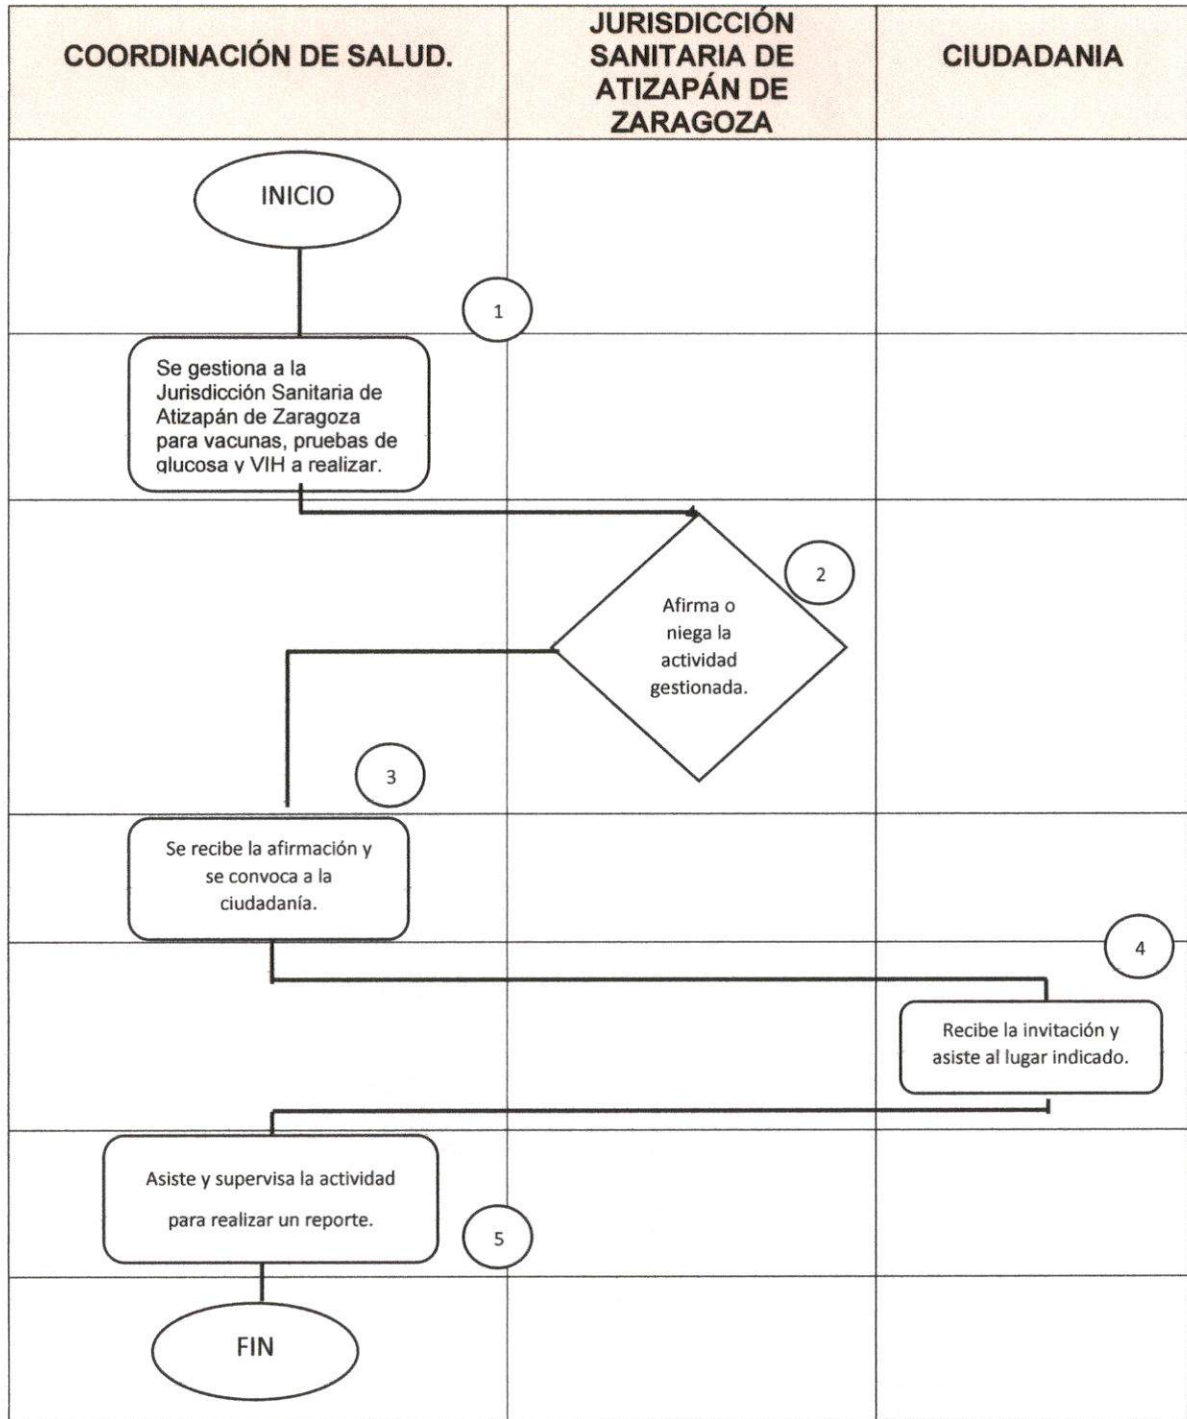 COORDINACIÓN DE SALUD.
JURISDICCIÓN
SANITARIA DE
ATIZAPÁN DE
ZARAGOZA
CIUDADANIA
INICIO
1
Se gestiona a la
Jurisdicción Sanitaria de
Atizapán de Zaragoza
para vacunas, pruebas de
glucosa y VIH a realizar.
2
Afirma o
niega la
actividad
gestionada.
3
Se recibe la afirmación y
se convoca a la
ciudadanía.
4
Recibe la invitación y
asiste al lugar indicado.
Asiste y supervisa la actividad
para realizar un reporte.
5
FIN